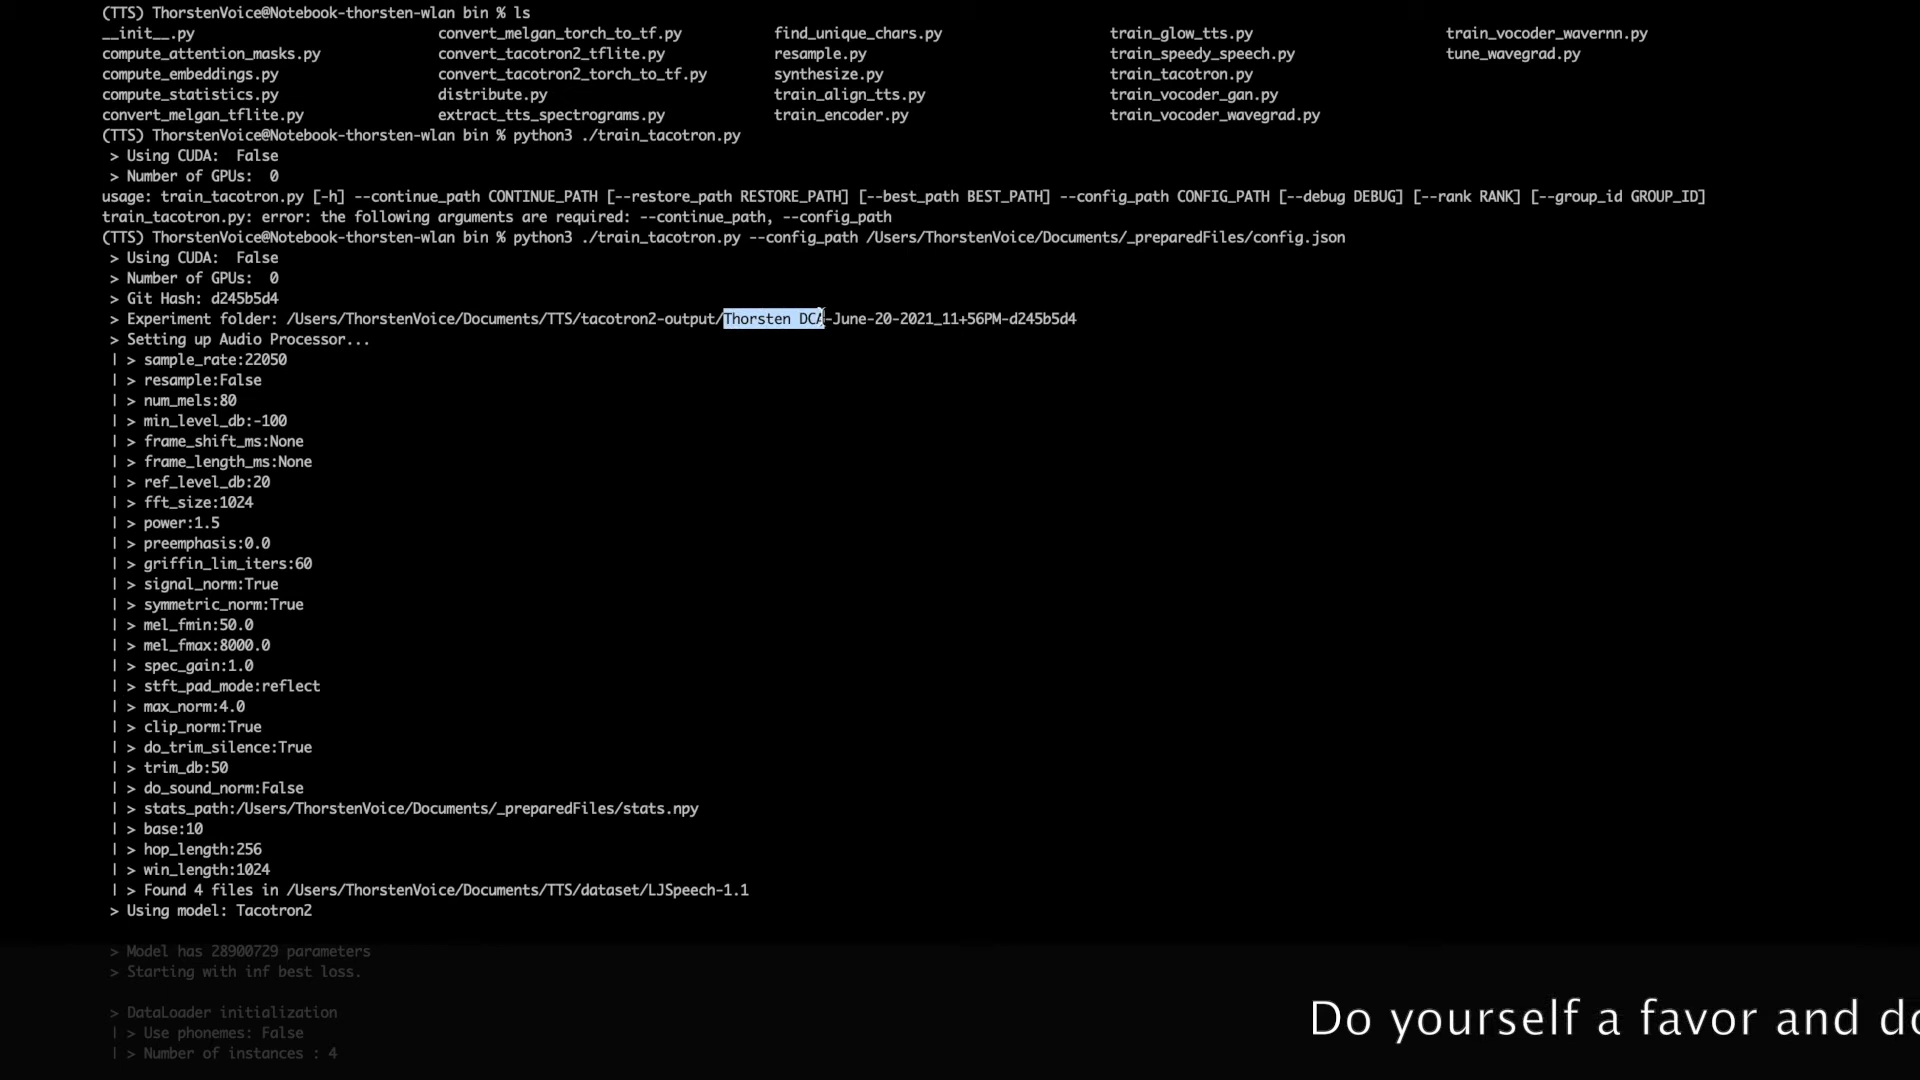 (TTS) ThorstenVoice@Notebook-thorsten-wlan bin % ls
__init__.py convert_melgan_torch_to_tf.py find_unique_chars.py train_glow_tts.py train_vocoder_wavernn.py
compute_attention_masks.py convert_tacotron2_tflite.py resample.py train_speedy_speech.py tune_wavegrad.py
compute_embeddings.py convert_tacotron2_torch_to_tf.py synthesize.py train_tacotron.py
compute_statistics.py distribute.py train_align_tts.py train_vocoder_gan.py
convert_melgan_tflite.py extract_tts_spectrograms.py train_encoder.py train_vocoder_wavegrad.py
(TTS) ThorstenVoice@Notebook-thorsten-wlan bin % python3 ./train_tacotron.py
> Using CUDA:  False
> Number of GPUs:  0
usage: train_tacotron.py [-h] --continue_path CONTINUE_PATH [--restore_path RESTORE_PATH] [--best_path BEST_PATH] --config_path CONFIG_PATH [--debug DEBUG] [--rank RANK] [--group_id GROUP_ID]
train_tacotron.py: error: the following arguments are required: --continue_path, --config_path
(TTS) ThorstenVoice@Notebook-thorsten-wlan bin % python3 ./train_tacotron.py --config_path /Users/ThorstenVoice/Documents/_preparedFiles/config.json
> Using CUDA:  False
> Number of GPUs:  0
> Git Hash: d245b5d4
> Experiment folder: /Users/ThorstenVoice/Documents/TTS/tacotron2-output/Thorsten DCA-June-20-2021_11+56PM-d245b5d4
> Setting up Audio Processor...
| > sample_rate:22050
| > resample:False
| > num_mels:80
| > min_level_db:-100
| > frame_shift_ms:None
| > frame_length_ms:None
| > ref_level_db:20
| > fft_size:1024
| > power:1.5
| > preemphasis:0.0
| > griffin_lim_iters:60
| > signal_norm:True
| > symmetric_norm:True
| > mel_fmin:50.0
| > mel_fmax:8000.0
| > spec_gain:1.0
| > stft_pad_mode:reflect
| > max_norm:4.0
| > clip_norm:True
| > do_trim_silence:True
| > trim_db:50
| > do_sound_norm:False
| > stats_path:/Users/ThorstenVoice/Documents/_preparedFiles/stats.npy
| > base:10
| > hop_length:256
| > win_length:1024
| > Found 4 files in /Users/ThorstenVoice/Documents/TTS/dataset/LJSpeech-1.1
> Using model: Tacotron2
> Model has 28900729 parameters
> Starting with inf best loss.
> DataLoader initialization
| > Use phonemes: False
| > Number of instances : 4
Do yourself a favor and